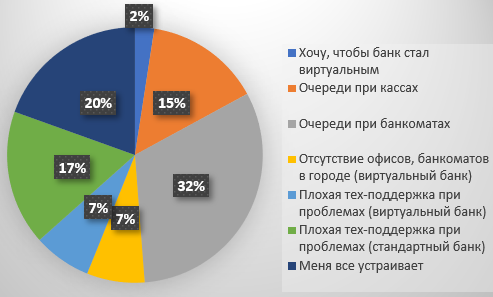 2%
15%
32%
7%
7%
17%
20%
Хочу, чтобы банк стал
виртуальным
Очереди при кассах
Очереди при банкоматах
Отсутствие офисов, банкоматов
в городе (виртуальный банк)
Плохая тех-поддержка при
проблемах (виртуальный банк)
Плохая тех-поддержка при
проблемах (стандартный банк)
Меня все устраивает